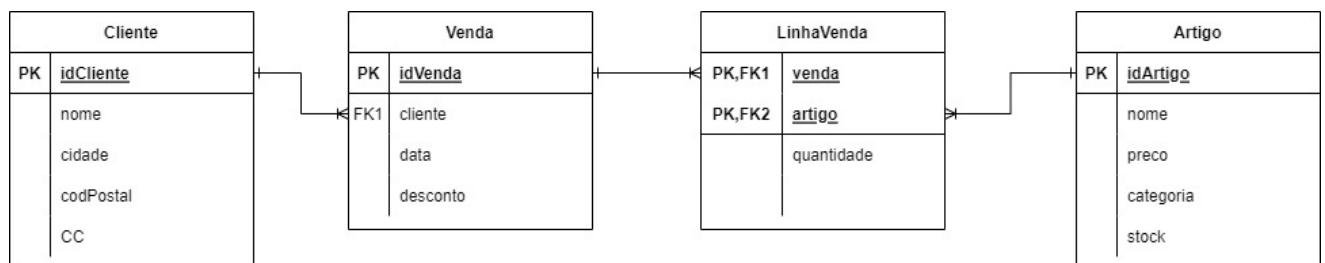 Cliente
PK idCliente
nome
cidade
codPostal
CC
Venda
PK idVenda
FK1 cliente
data
desconto
LinhaVenda
PK,FK1 venda
PK,FK2 artigo
quantidade
Artigo
PK idArtigo
nome
preco
categoria
stock